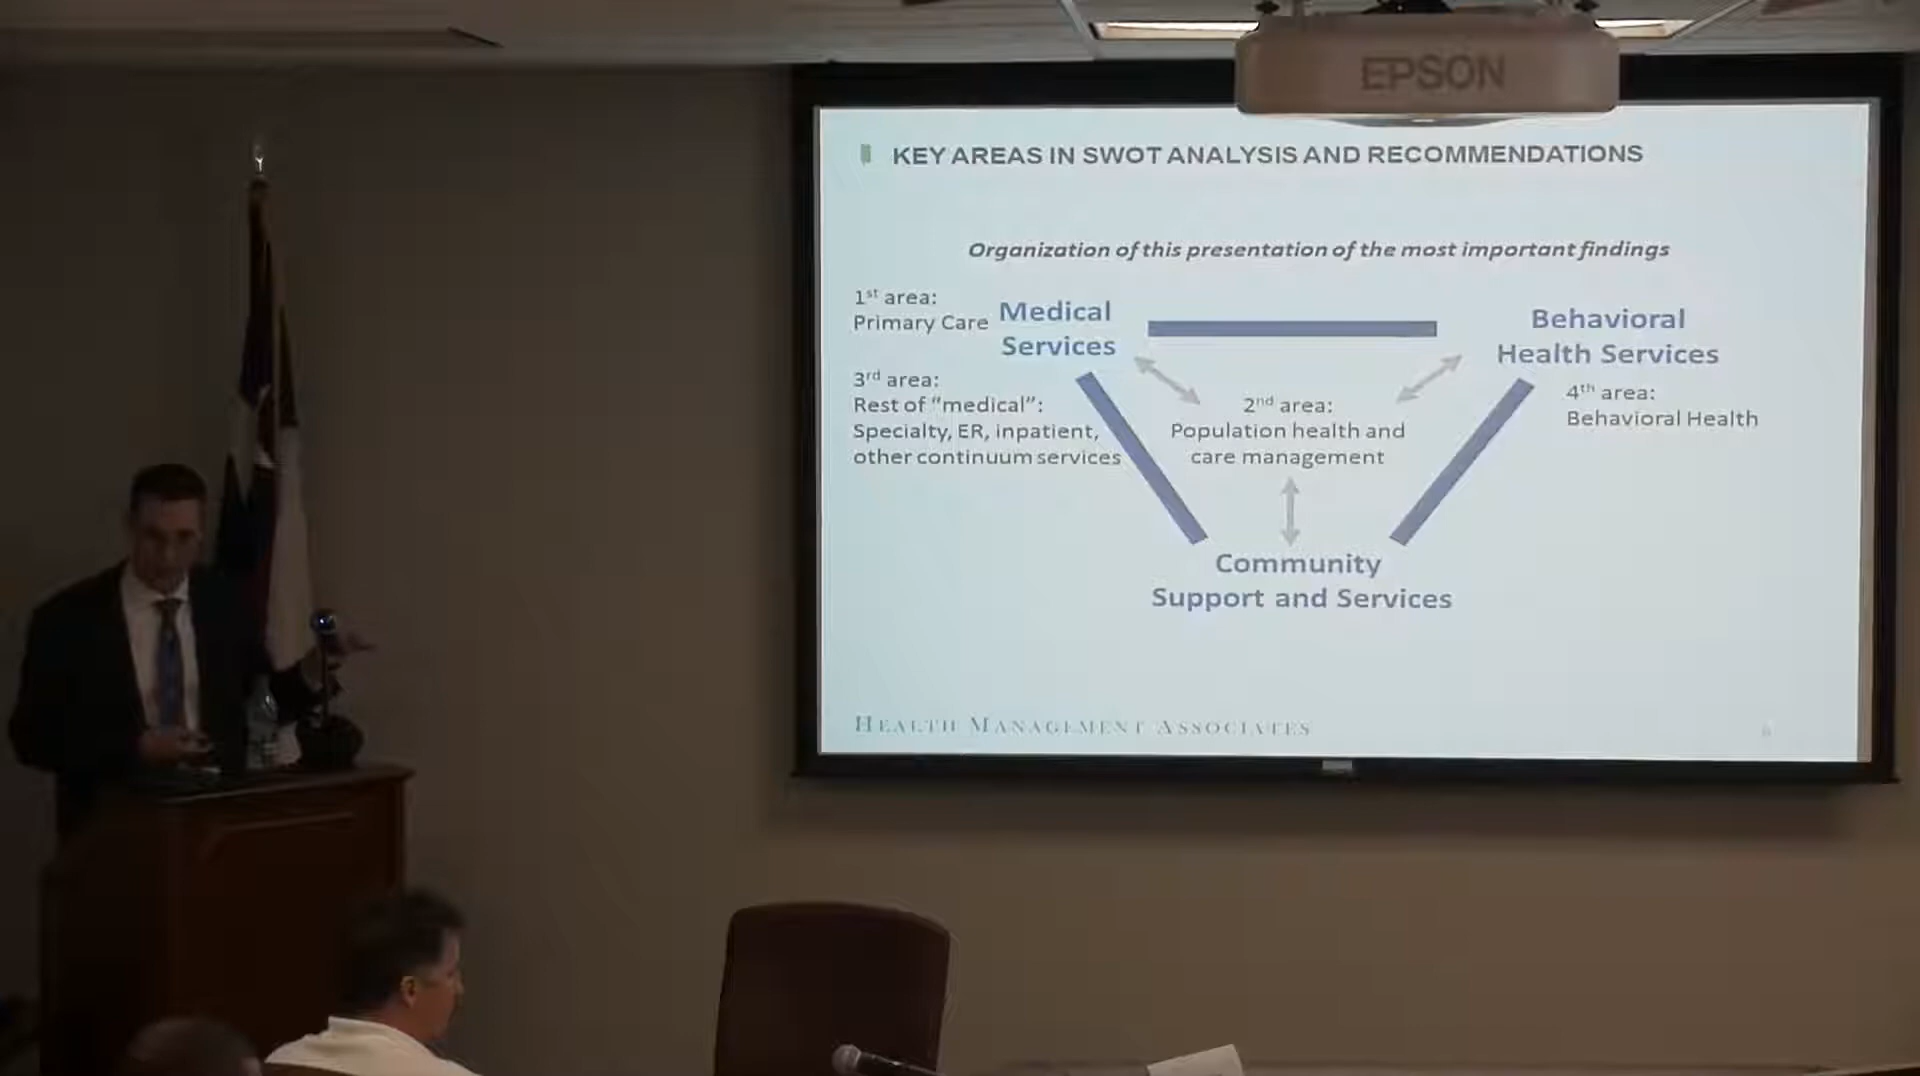 EPSON
KEY AREAS IN SWOT ANALYSIS AND RECOMMENDATIONS
Organization of this presentation of the most important findings
1st area:
Primary Care
Medical
Services
3rd area:
Rest of “medical”:
Specialty, ER, inpatient,
other continuum services
2nd area:
Population health and
care management
Behavioral
Health Services
4th area:
Behavioral Health
Community
Support and Services
HEALTH MANAGEMENT ASSOCIATES